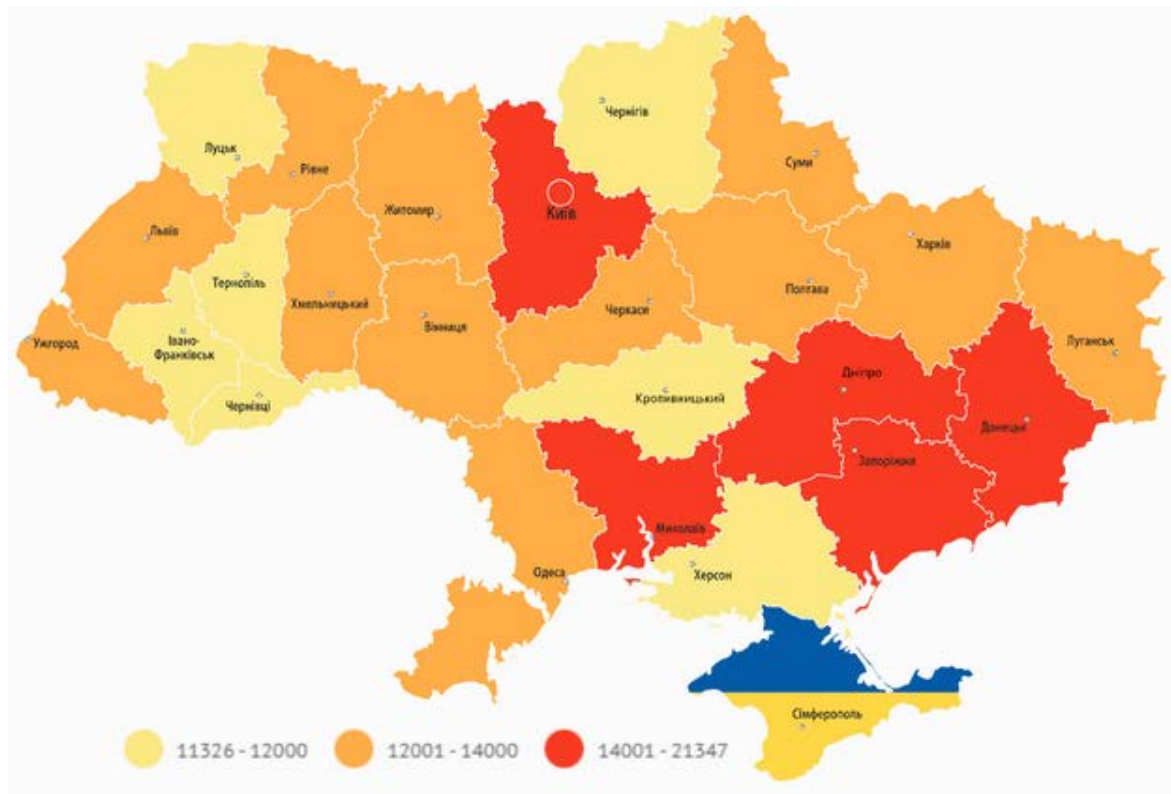 Чернігів
Луцьк
Рівне
Суми
Житомир
Київ
Львів
Харків
Тернопіль
Хмельницький
Полтава
Черкаси
Вінниця
Ужгород
Івано-
Франківськ
Луганськ
Дніпро
Кропивницький
Чернівці
Донецьк
Запоріжжя
Миколаїв
Одеса
Херсон
Сімферополь
11326 - 12000
12001 - 14000
14001 - 21347